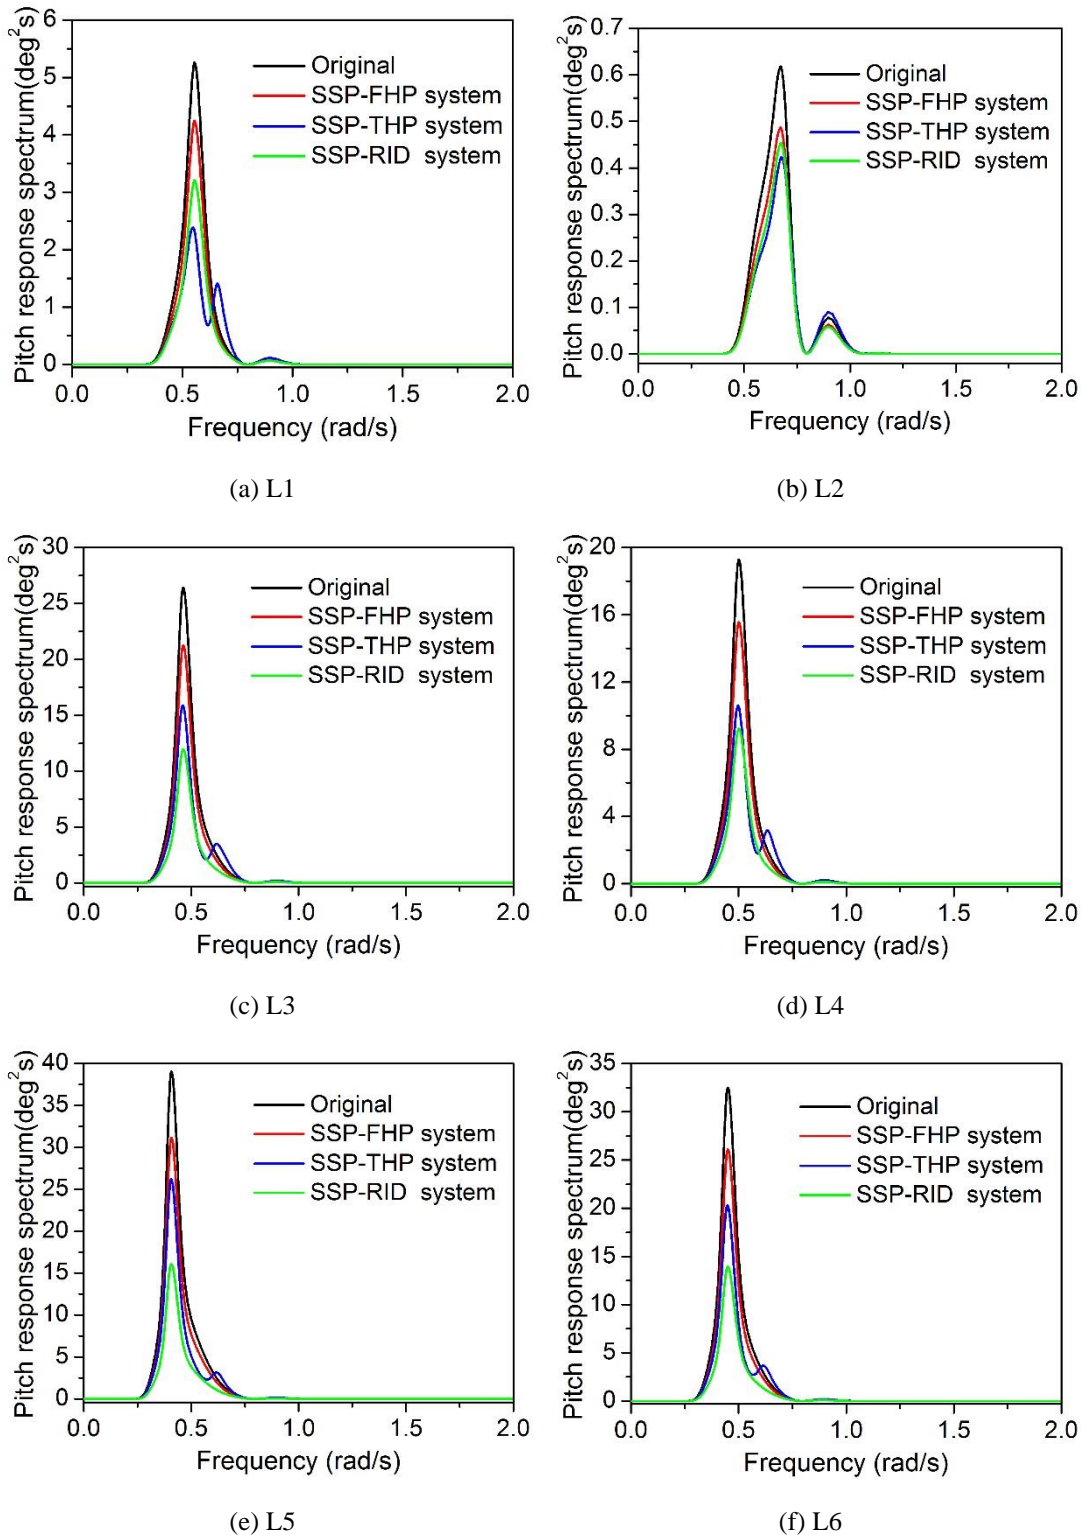 Pitch response spectrum(deg²s)
6
5
4
3
2
1
0
0.0 0.5 1.0 1.5 2.0
Frequency (rad/s)
Original
SSP-FHP system
SSP-THP system
SSP-RID system
(a) L1
Pitch response spectrum(deg²s)
0.7
0.6
0.5
0.4
0.3
0.2
0.1
0.0
0.0 0.5 1.0 1.5 2.0
Frequency (rad/s)
Original
SSP-FHP system
SSP-THP system
SSP-RID system
(b) L2
Pitch response spectrum(deg²s)
30
25
20
15
10
5
0
0.0 0.5 1.0 1.5 2.0
Frequency (rad/s)
Original
SSP-FHP system
SSP-THP system
SSP-RID system
(c) L3
Pitch response spectrum(deg²s)
20
16
12
8
4
0
0.0 0.5 1.0 1.5 2.0
Frequency (rad/s)
Original
SSP-FHP system
SSP-THP system
SSP-RID system
(d) L4
Pitch response spectrum(deg²s)
40
35
30
25
20
15
10
5
0
0.0 0.5 1.0 1.5 2.0
Frequency (rad/s)
Original
SSP-FHP system
SSP-THP system
SSP-RID system
(e) L5
Pitch response spectrum(deg²s)
35
30
25
20
15
10
5
0
0.0 0.5 1.0 1.5 2.0
Frequency (rad/s)
Original
SSP-FHP system
SSP-THP system
SSP-RID system
(f) L6